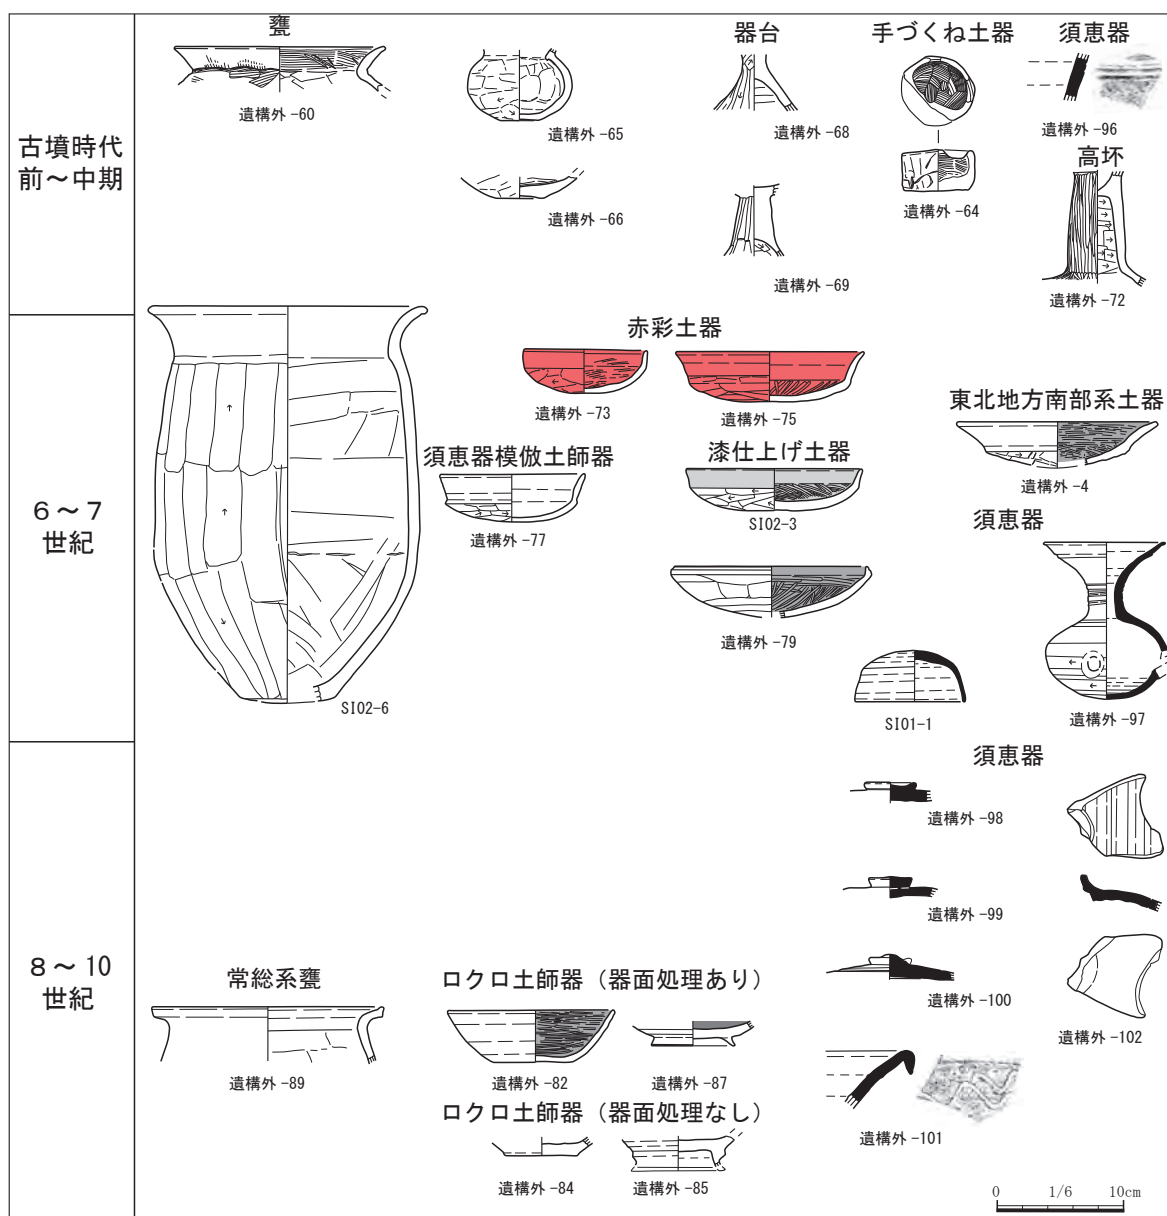 古墳時代
前～中期
甕
遺構外-60
遺構外-65
遺構外-66
器台
遺構外-68
遺構外-69
手づくね土器
遺構外-64
須恵器
遺構外-96
高坏
遺構外-72
6～7
世紀
SI02-6
赤彩土器
遺構外-73
遺構外-75
須恵器模倣土師器
遺構外-77
漆仕上げ土器
SI02-3
遺構外-79
東北地方南部系土器
遺構外-4
須恵器
SI01-1
遺構外-97
8～10
世紀
常総系甕
遺構外-89
ロクロ土師器（器面処理あり）
遺構外-82
遺構外-87
ロクロ土師器（器面処理なし）
遺構外-84
遺構外-85
須恵器
遺構外-98
遺構外-99
遺構外-100
遺構外-102
遺構外-101
0 1/6 10cm